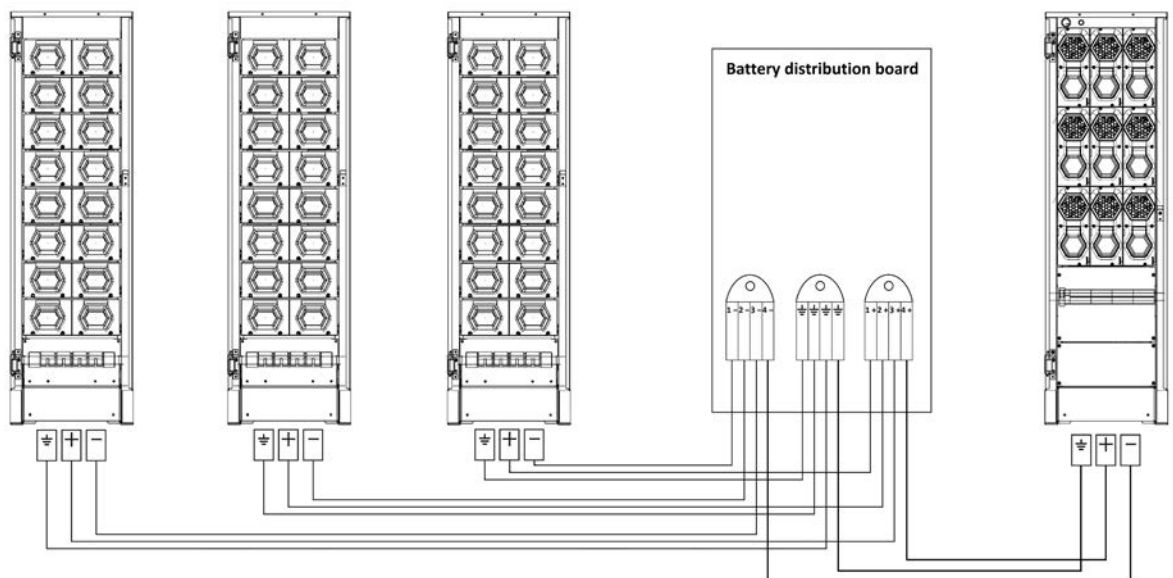 Battery distribution board
1 − 2 − 3 − 4 −
1 + 2 + 3 + 4 +
+ −
+ −
+ −
+ −